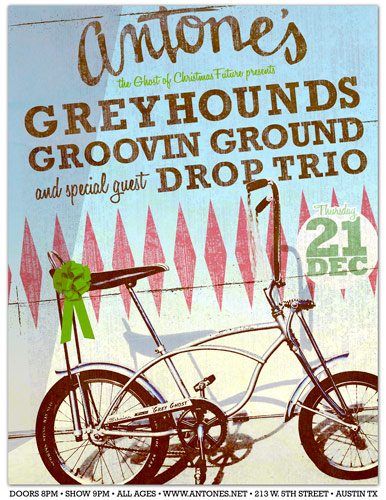 antone's
the Ghost of Christmas Future presents
GREYHOUNDS
GROOVIN GROUND
and special guest DROP TRIO
Thursday
21
DEC
GREY GHOST
DOORS 8PM • SHOW 9PM • ALL AGES • WWW.ANTONES.NET • 213 W. 5TH STREET • AUSTIN TX